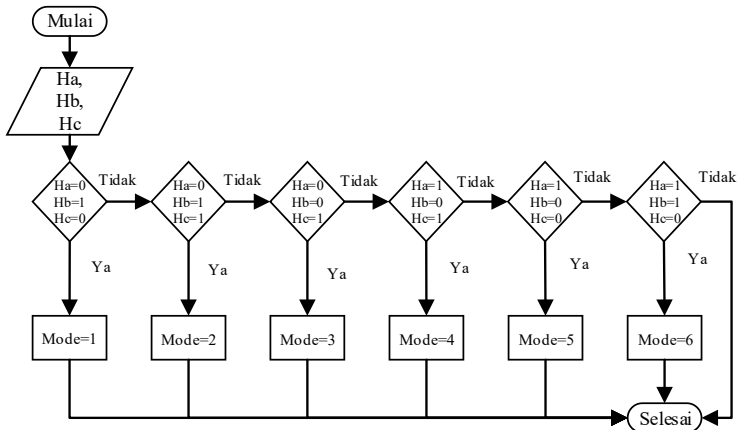 Mulai
Ha,
Hb,
Hc
Ha=0
Hb=1
Hc=0
Tidak
Ha=0
Hb=1
Hc=1
Tidak
Ha=0
Hb=0
Hc=1
Tidak
Ha=1
Hb=0
Hc=1
Tidak
Ha=1
Hb=0
Hc=0
Tidak
Ha=1
Hb=1
Hc=0
Tidak
Ya
Ya
Ya
Ya
Ya
Ya
Mode=1
Mode=2
Mode=3
Mode=4
Mode=5
Mode=6
Selesai